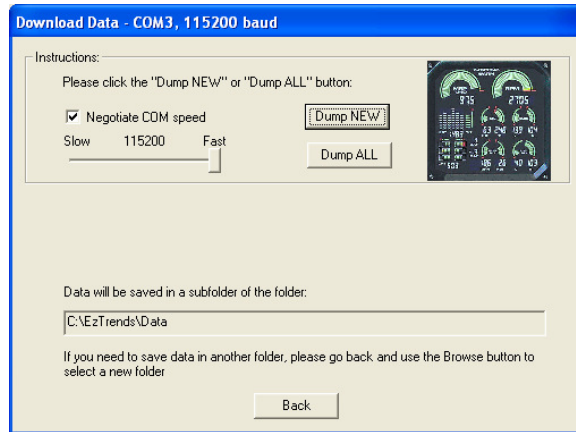 Download Data - COM3, 115200 baud
Instructions:
Please click the "Dump NEW" or "Dump ALL" button:
Negotiate COM speed
Dump NEW
Slow 115200 Fast
Dump ALL
975
2705
Data will be saved in a subfolder of the folder:
C:\EzTrends\Data
If you need to save data in another folder, please go back and use the Browse button to
select a new folder
Back